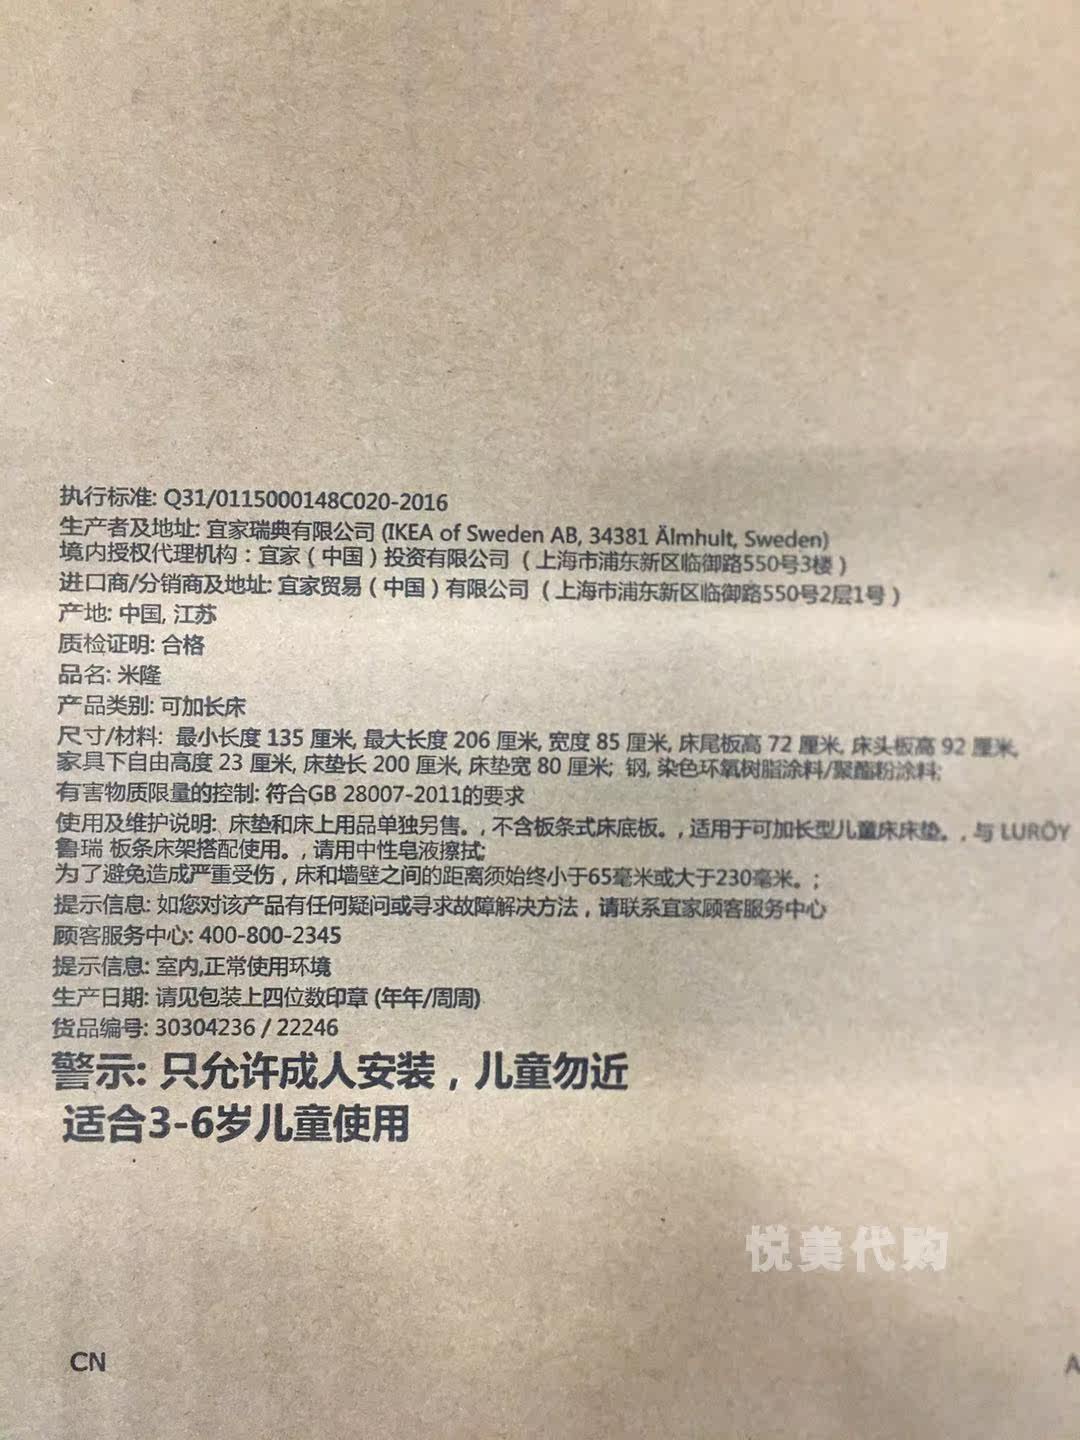 执行标准: Q31/0115000148C020-2016
生产者及地址: 宜家瑞典有限公司 (IKEA of Sweden AB, 34381 Älmhult, Sweden)
境内授权代理机构：宜家（中国）投资有限公司 （上海市浦东新区临御路550号3楼）
进口商/分销商及地址: 宜家贸易（中国）有限公司 （上海市浦东新区临御路550号2层1号）
产地: 中国, 江苏
质检证明: 合格
品名: 米隆
产品类别: 可加长床
尺寸/材料: 最小长度 135 厘米, 最大长度 206 厘米, 宽度 85 厘米, 床尾板高 72 厘米, 床头板高 92 厘米,
家具下自由高度 23 厘米, 床垫长 200 厘米, 床垫宽 80 厘米; 钢, 染色环氧树脂涂料/聚酯粉涂料;
有害物质限量的控制: 符合GB 28007-2011的要求
使用及维护说明: 床垫和床上用品单独另售。, 不含板条式床底板。, 适用于可加长型儿童床床垫。, 与 LURÖY
鲁瑞 板条床架搭配使用。, 请用中性皂液擦拭;
为了避免造成严重受伤，床和墙壁之间的距离须始终小于65毫米或大于230毫米。;
提示信息: 如您对该产品有任何疑问或寻求故障解决方法，请联系宜家顾客服务中心
顾客服务中心: 400-800-2345
提示信息: 室内,正常使用环境
生产日期: 请见包装上四位数印章 (年年/周周)
货品编号: 30304236 / 22246
警示: 只允许成人安装，儿童勿近
适合3-6岁儿童使用
悦美代购
CN
A